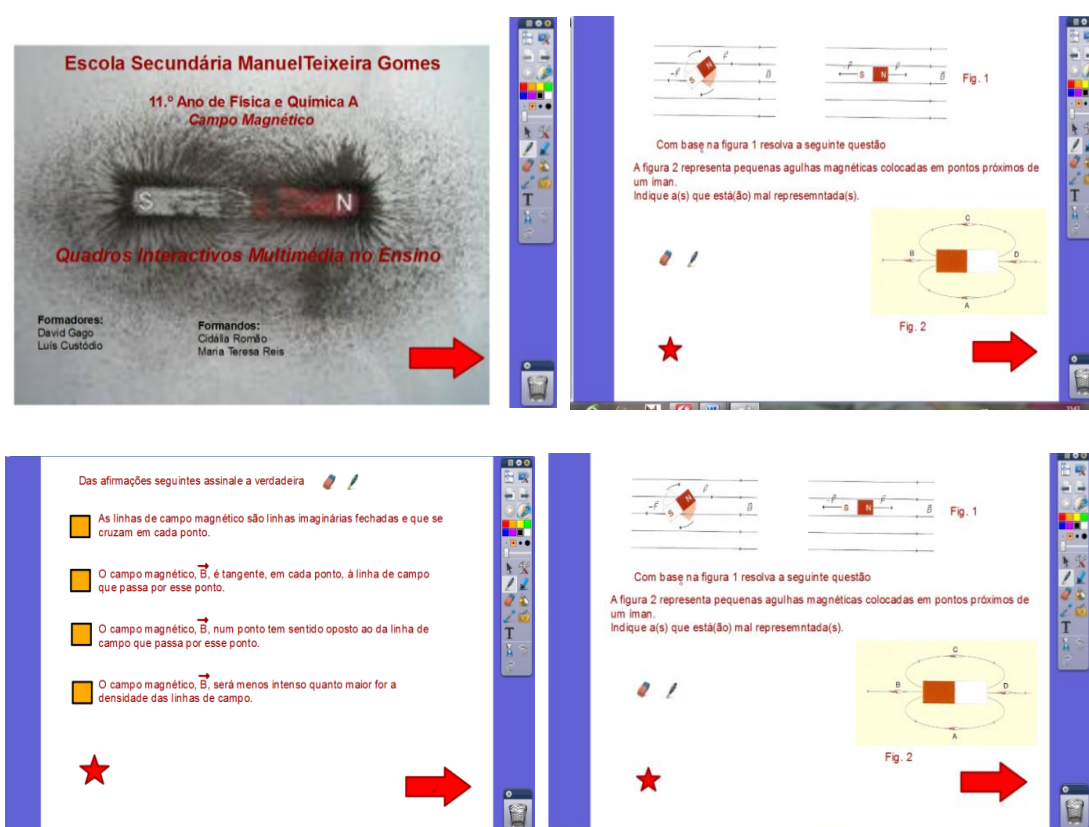 Escola Secundária ManuelTeixeira Gomes
11.º Ano de Física e Química A
Campo Magnético
S
N
Quadros Interactivos Multimédia no Ensino
Formadores:
David Gago
Luís Custódio
Formandos:
Cidália Romão
Maria Teresa Reis
N
S
F
-F
B
-F
S
N
F
B
Fig. 1
Com base na figura 1 resolva a seguinte questão
A figura 2 representa pequenas agulhas magnéticas colocadas em pontos próximos de
um íman.
Indique a(s) que está(ão) mal represemntada(s).
C
B
D
A
Fig. 2
T
Das afirmações seguintes assinale a verdadeira
As linhas de campo magnético são linhas imaginárias fechadas e que se
cruzam em cada ponto.
O campo magnético, B, é tangente, em cada ponto, à linha de campo
que passa por esse ponto.
O campo magnético, B, num ponto tem sentido oposto ao da linha de
campo que passa por esse ponto.
O campo magnético, B, será menos intenso quanto maior for a
densidade das linhas de campo.
T
N
S
F
-F
B
-F
S
N
F
B
Fig. 1
Com base na figura 1 resolva a seguinte questão
A figura 2 representa pequenas agulhas magnéticas colocadas em pontos próximos de
um íman.
Indique a(s) que está(ão) mal represemntada(s).
C
B
D
A
Fig. 2
T